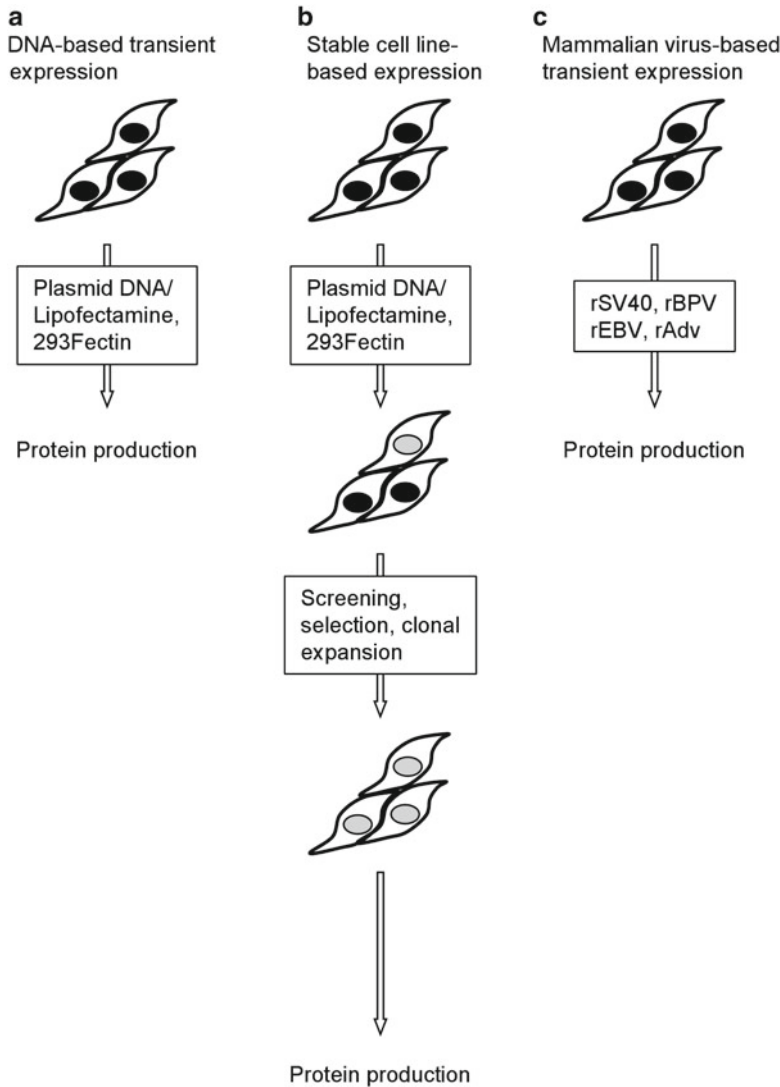 a
DNA-based transient
expression
Plasmid DNA/
Lipofectamine,
293Fectin
Protein production
b
Stable cell line-
based expression
Plasmid DNA/
Lipofectamine,
293Fectin
Screening,
selection, clonal
expansion
Protein production
c
Mammalian virus-based
transient expression
rSV40, rBPV
rEBV, rAdv
Protein production